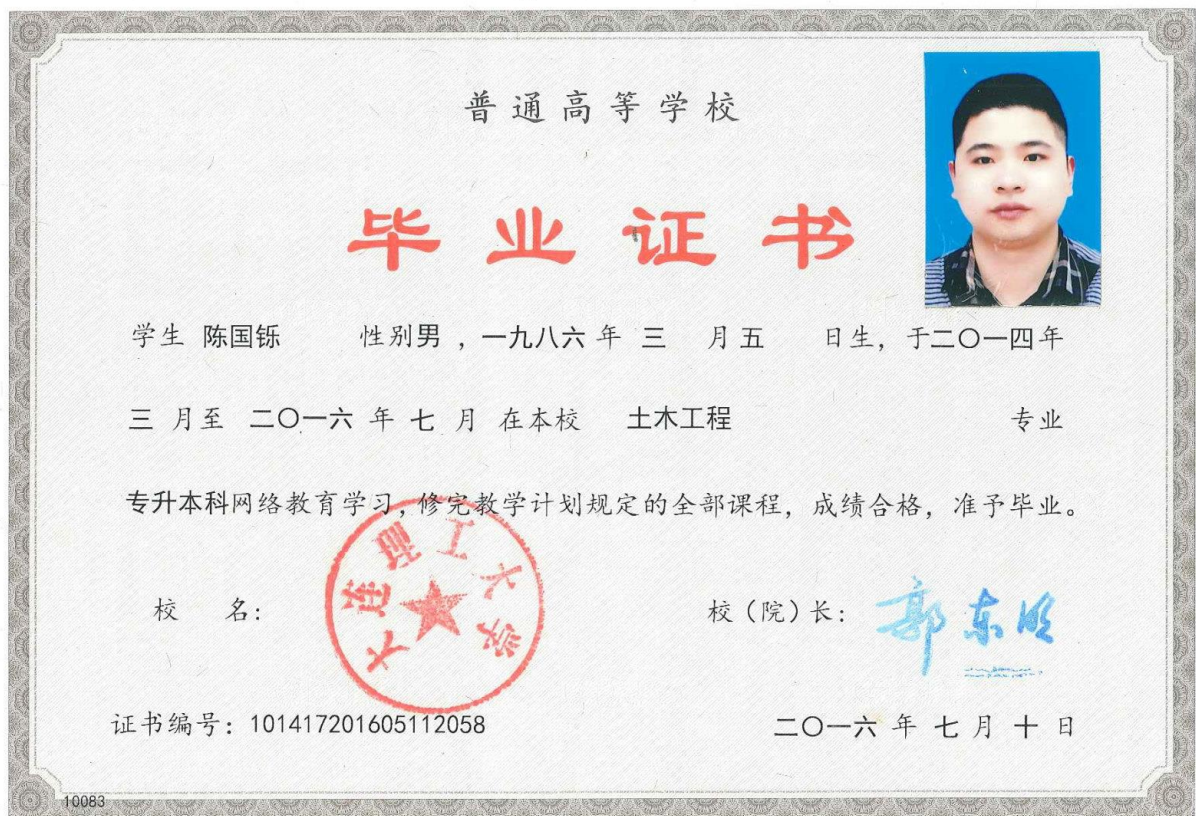 普通高等学校
毕业证书
学生 陈国铄 性别男，一九八六年 三 月五 日生，于二〇一四年
三 月至 二〇一六 年 七 月 在本校 土木工程 专业
专升本科网络教育学习，修完教学计划规定的全部课程，成绩合格，准予毕业。
校 名：
大连理工大学
校（院）长：
郭东明
证书编号：101417201605112058
二〇一六 年 七 月 十 日
10083